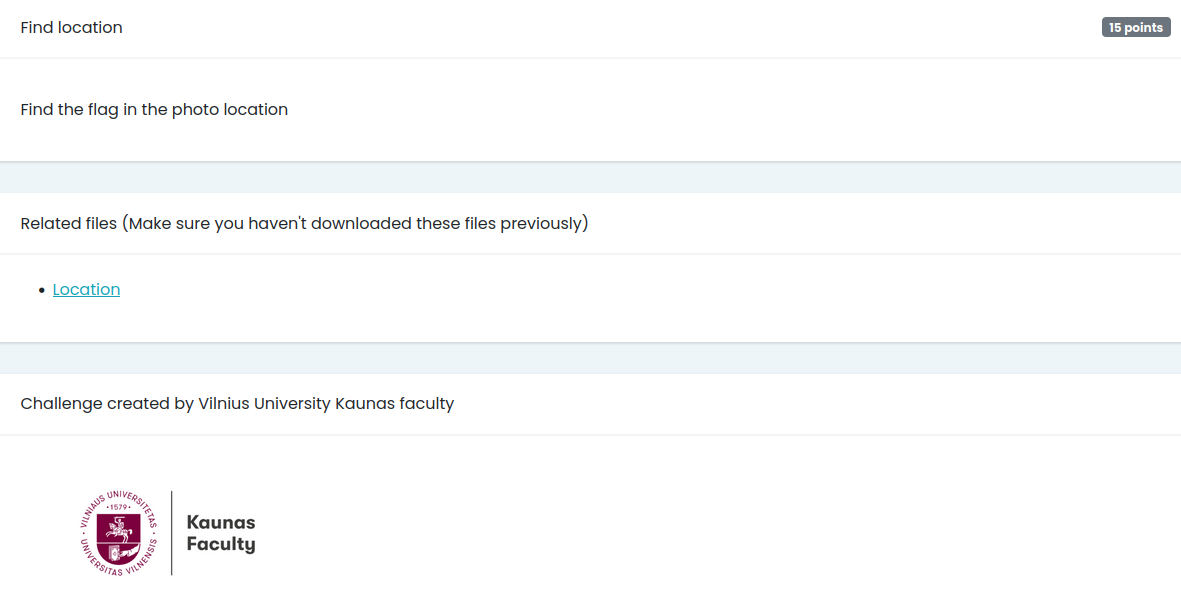 Find location
15 points
Find the flag in the photo location
Related files (Make sure you haven't downloaded these files previously)
Location
Challenge created by Vilnius University Kaunas faculty
VILNIAUS UNIVERSITETAS
·1579·
UNIVERSITAS VILNENSIS
Kaunas
Faculty